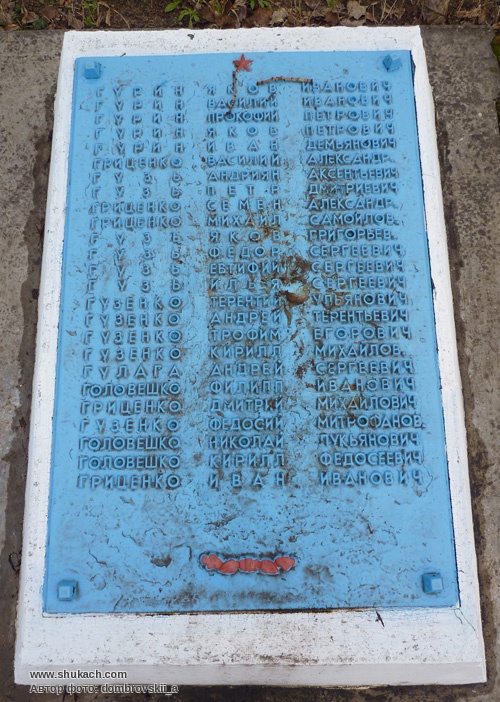 ГУРИН ЯКОВ ИВАНОВИЧ
ГУРИН ВАСИЛИЙ ИВАНОВИЧ
ГУРИН ПРОКОФИЙ ПЕТРОВИЧ
ГУРИН ЯКОВ ПЕТРОВИЧ
ГУРИН ИВАН ДЕМЬЯНОВИЧ
ГРИЦЕНКО ВАСИЛИЙ АЛЕКСАНДР.
ГУЗЬ АНДРИЯН АКСЕНТЬЕВИЧ
ГУЗЬ ПЕТР ДМИТРИЕВИЧ
ГРИЦЕНКО СЕМЕН АЛЕКСАНДР.
ГРИЦЕНКО МИХАИЛ САМОЙЛОВ.
ГУЗЬ ЯКОВ ГРИГОРЬЕВ.
ГУЗЬ ФЕДОР СЕРГЕЕВИЧ
ГУЗЬ ЕВТИФИЙ СЕРГЕЕВИЧ
ГУЗЬ ИЛЬЯ СЕРГЕЕВИЧ
ГУЗЕНКО ТЕРЕНТИЙ УЛЬЯНОВИЧ
ГУЗЕНКО АНДРЕЙ ТЕРЕНТЬЕВИЧ
ГУЗЕНКО ТРОФИМ ЕГОРОВИЧ
ГУЗЕНКО КИРИЛЛ МИХАЙЛОВ.
ГУЛАГА АНДРЕЙ СЕРГЕЕВИЧ
ГОЛОВЕШКО ФИЛИПП ИВАНОВИЧ
ГРИЦЕНКО ДМИТРИЙ МИХАЙЛОВИЧ
ГУЗЕНКО ФЕДОСИЙ МИТРОФАНОВ.
ГОЛОВЕШКО НИКОЛАЙ ЛУКЬЯНОВИЧ
ГОЛОВЕШКО КИРИЛЛ ФЕДОСЕЕВИЧ
ГРИЦЕНКО ИВАН ИВАНОВИЧ
www.shukach.com
Автор фото: dombrovskii_a